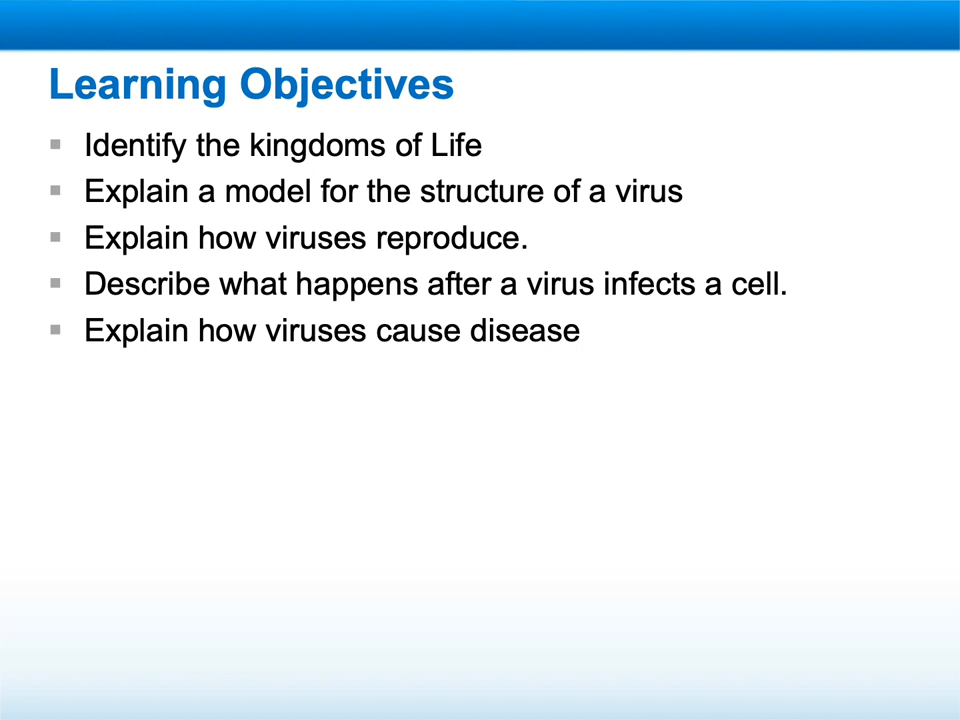 Learning Objectives
▪ Identify the kingdoms of Life
▪ Explain a model for the structure of a virus
▪ Explain how viruses reproduce.
▪ Describe what happens after a virus infects a cell.
▪ Explain how viruses cause disease